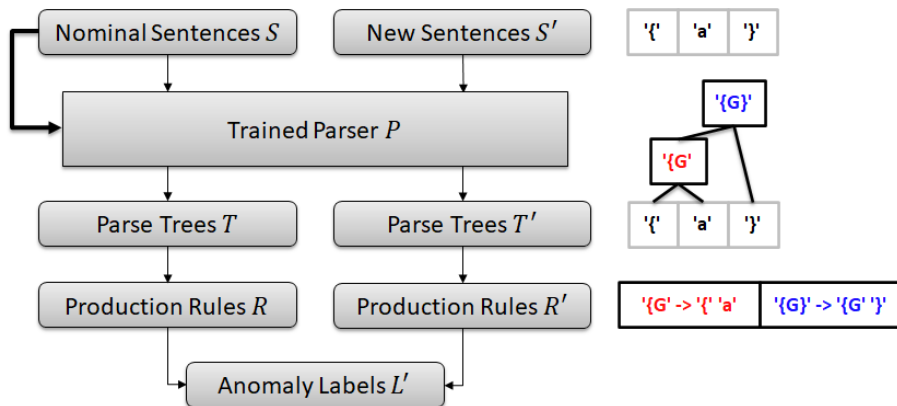 Nominal Sentences S
New Sentences S′
'{' 'a' '}'
'{G}'
Trained Parser P
'{G'
Parse Trees T
Parse Trees T′
'{' 'a' '}'
Production Rules R
Production Rules R′
'{G' -> '{' 'a'
'{G}' -> '{G' '}'
Anomaly Labels L′